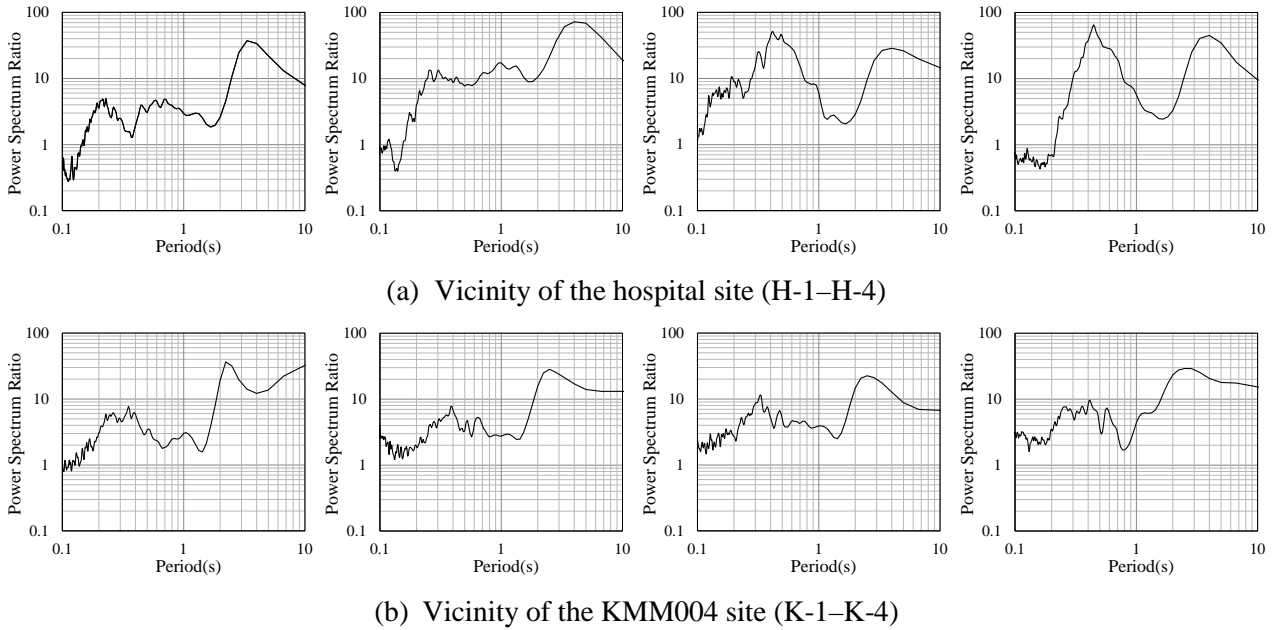 100
10
1
0.1
0.1 1 10
Power Spectrum Ratio
Period(s)
100
10
1
0.1
0.1 1 10
Power Spectrum Ratio
Period(s)
100
10
1
0.1
0.1 1 10
Power Spectrum Ratio
Period(s)
100
10
1
0.1
0.1 1 10
Power Spectrum Ratio
Period(s)
(a) Vicinity of the hospital site (H-1–H-4)
100
10
1
0.1
0.1 1 10
Power Spectrum Ratio
Period(s)
100
10
1
0.1
0.1 1 10
Power Spectrum Ratio
Period(s)
100
10
1
0.1
0.1 1 10
Power Spectrum Ratio
Period(s)
100
10
1
0.1
0.1 1 10
Power Spectrum Ratio
Period(s)
(b) Vicinity of the KMM004 site (K-1–K-4)